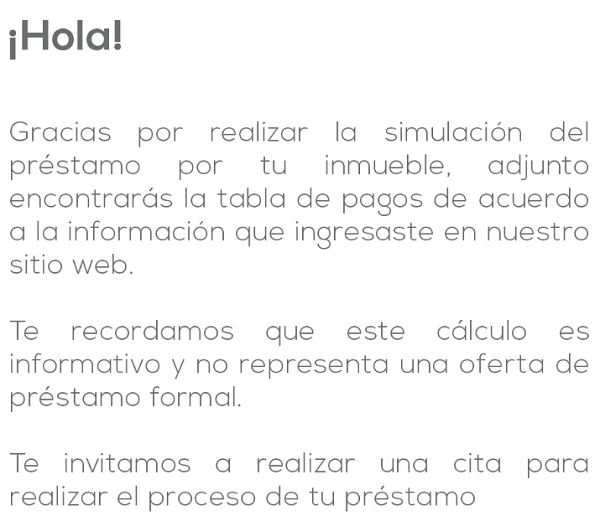 ¡Hola!
Gracias por realizar la simulación del
préstamo por tu inmueble, adjunto
encontrarás la tabla de pagos de acuerdo
a la información que ingresaste en nuestro
sitio web.
Te recordamos que este cálculo es
informativo y no representa una oferta de
préstamo formal.
Te invitamos a realizar una cita para
realizar el proceso de tu préstamo